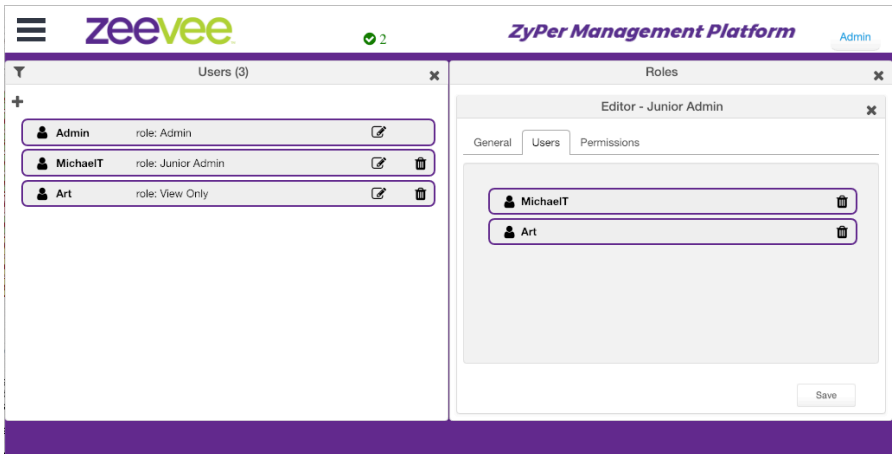 zeevee
2
ZyPer Management Platform
Admin
Users (3)
Admin role: Admin
MichaelT role: Junior Admin
Art role: View Only
Roles
Editor - Junior Admin
General Users Permissions
MichaelT
Art
Save